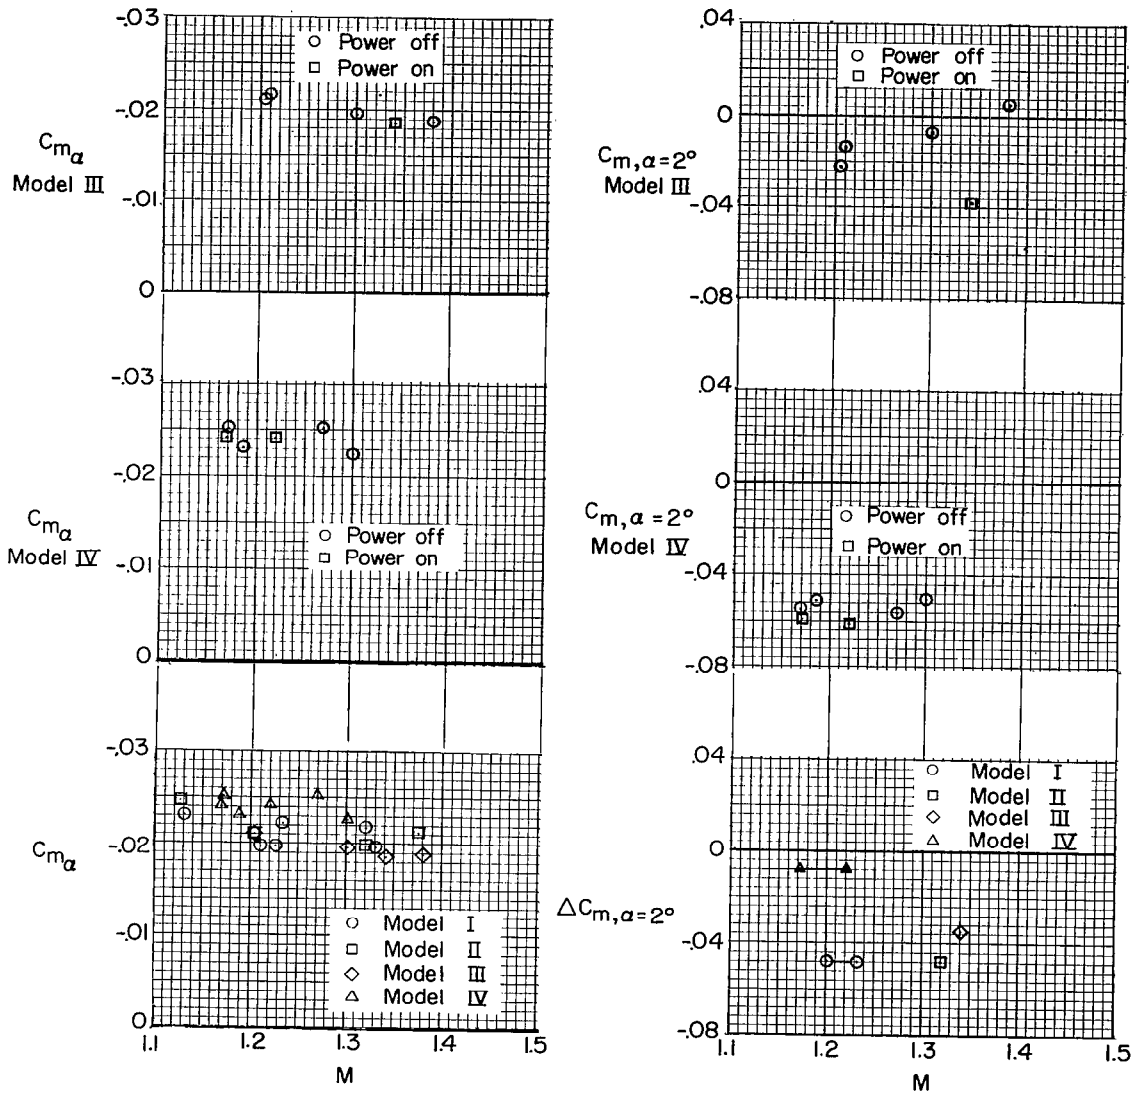 -.03
Power off
Power on
-.02
Cmα
Model III
-.01
0
.04
Power off
Power on
0
Cm,α=2°
Model III
-.04
-.08
-.03
-.02
Cmα
Model IV
Power off
Power on
-.01
0
.04
0
Cm,α=2°
Model IV
Power off
Power on
-.04
-.08
-.03
-.02
Cmα
-.01
Model I
Model II
Model III
Model IV
0
1.1 1.2 1.3 1.4 1.5
M
.04
Model I
Model II
Model III
Model IV
0
ΔCm,α=2°
-.04
-.08
1.1 1.2 1.3 1.4 1.5
M